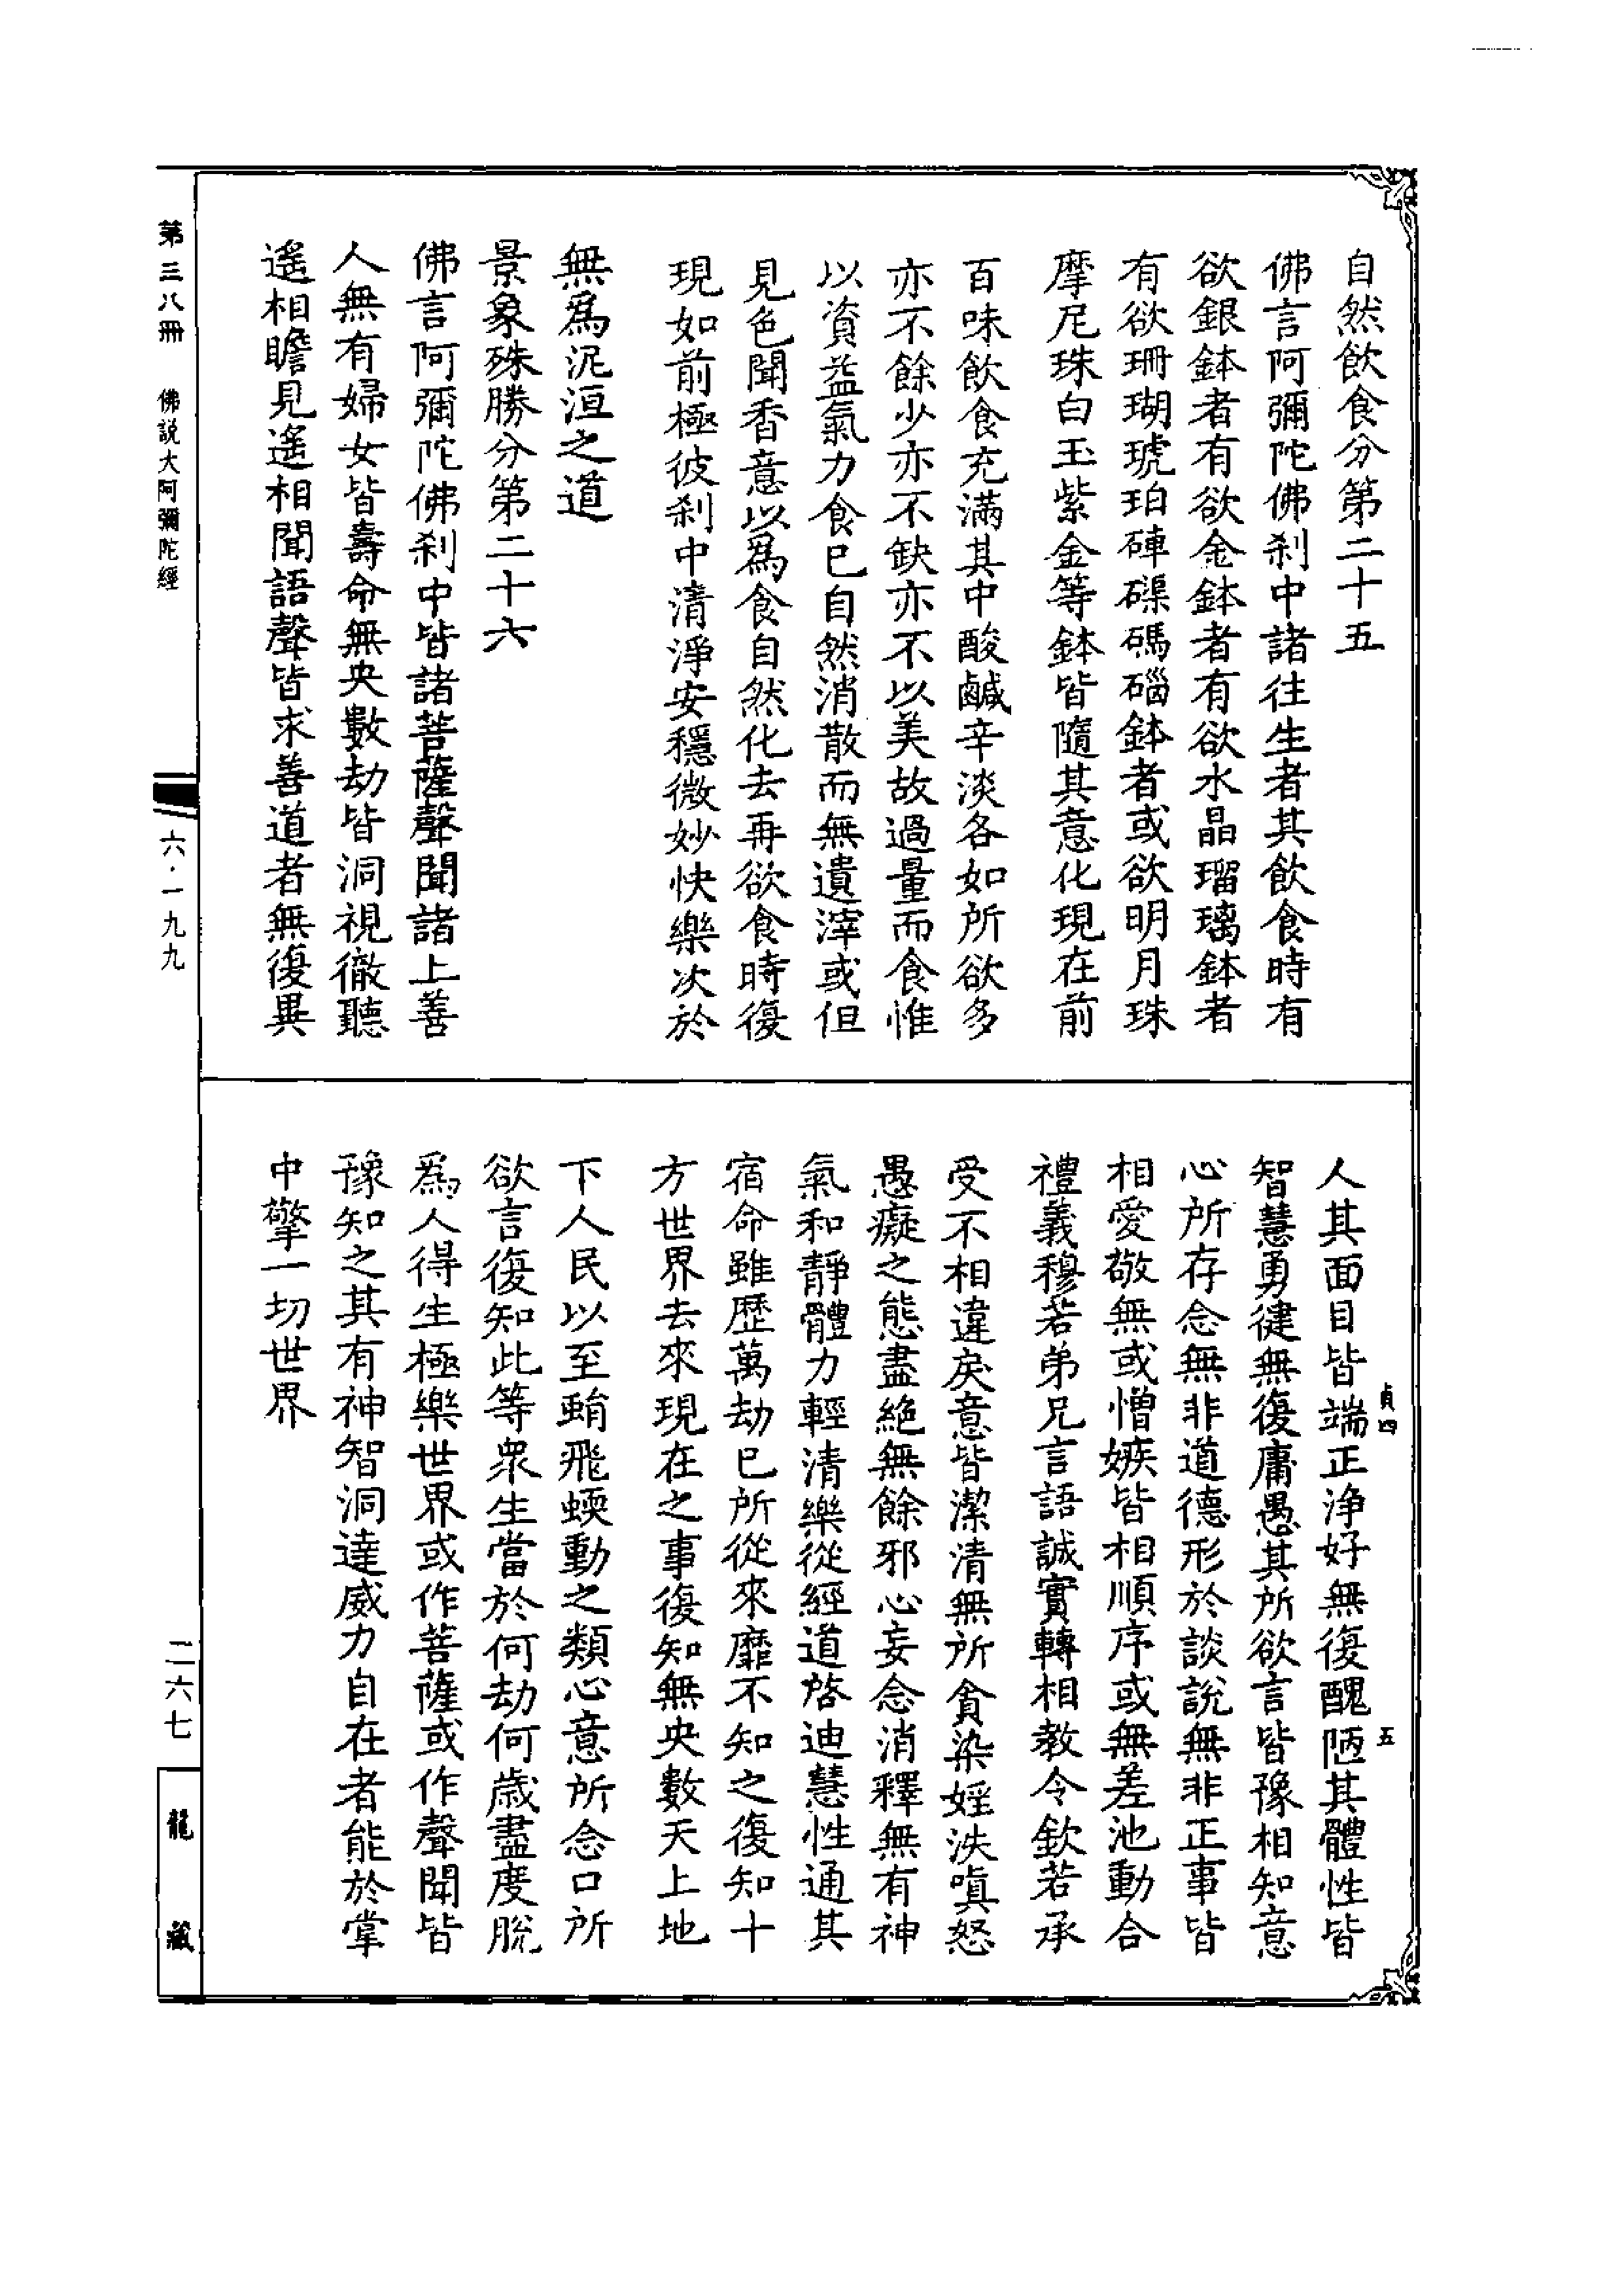 自然飲食分第二十五
佛言阿彌陀佛刹中諸往生者其飲食時有
欲銀鉢者有欲金鉢者有欲水晶瑠璃鉢者
有欲珊瑚琥珀硨磲碼碯鉢者或欲明月珠
摩尼珠白玉紫金等鉢皆隨其意化現在前
百味飲食充滿其中酸鹹辛淡各如所欲多
亦不餘少亦不缺亦不以美故過量而食惟
以資益氣力食已自然消散而無遺滓或但
見色聞香意以爲食自然化去再欲食時復
現如前極彼刹中清淨安穩微妙快樂次於
無爲泥洹之道
景象殊勝分第二十六
佛言阿彌陀佛刹中皆諸菩薩聲聞諸上善
人無有婦女皆壽命無央數劫皆洞視徹聽
遙相瞻見遙相聞語聲皆求善道者無復異
人其面目皆端正淨好無復醜陋其體性皆
智慧勇健無復庸愚其所欲言皆豫相知意
心所存念無非道德形於談說無非正事皆
相愛敬無或憎嫉皆相順序或無差池動合
禮義穆若弟兄言語誠實轉相教令欽若承
受不相違戾意皆潔清無所貪染婬泆嗔怒
愚癡之態盡絶無餘邪心妄念消釋無有神
氣和靜體力輕清樂從經道啓迪慧性通其
宿命雖歷萬劫已所從來靡不知之復知十
方世界去來現在之事復知無央數天上地
下人民以至蜎飛蝡動之類心意所念口所
欲言復知此等衆生當於何劫何歲盡度脫
爲人得生極樂世界或作菩薩或作聲聞皆
豫知之其有神智洞達威力自在者能於掌
中擎一切世界
貞四
五
第三八冊 佛説大阿彌陀經
六·一九九
二六七
龍藏